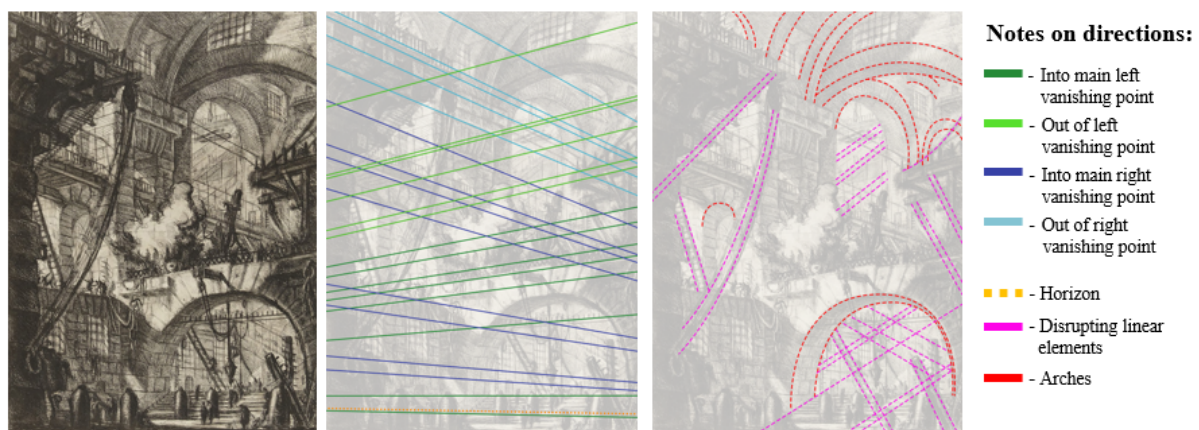 Notes on directions:
- Into main left
vanishing point
- Out of left
vanishing point
- Into main right
vanishing point
- Out of right
vanishing point
- Horizon
- Disrupting linear
elements
- Arches